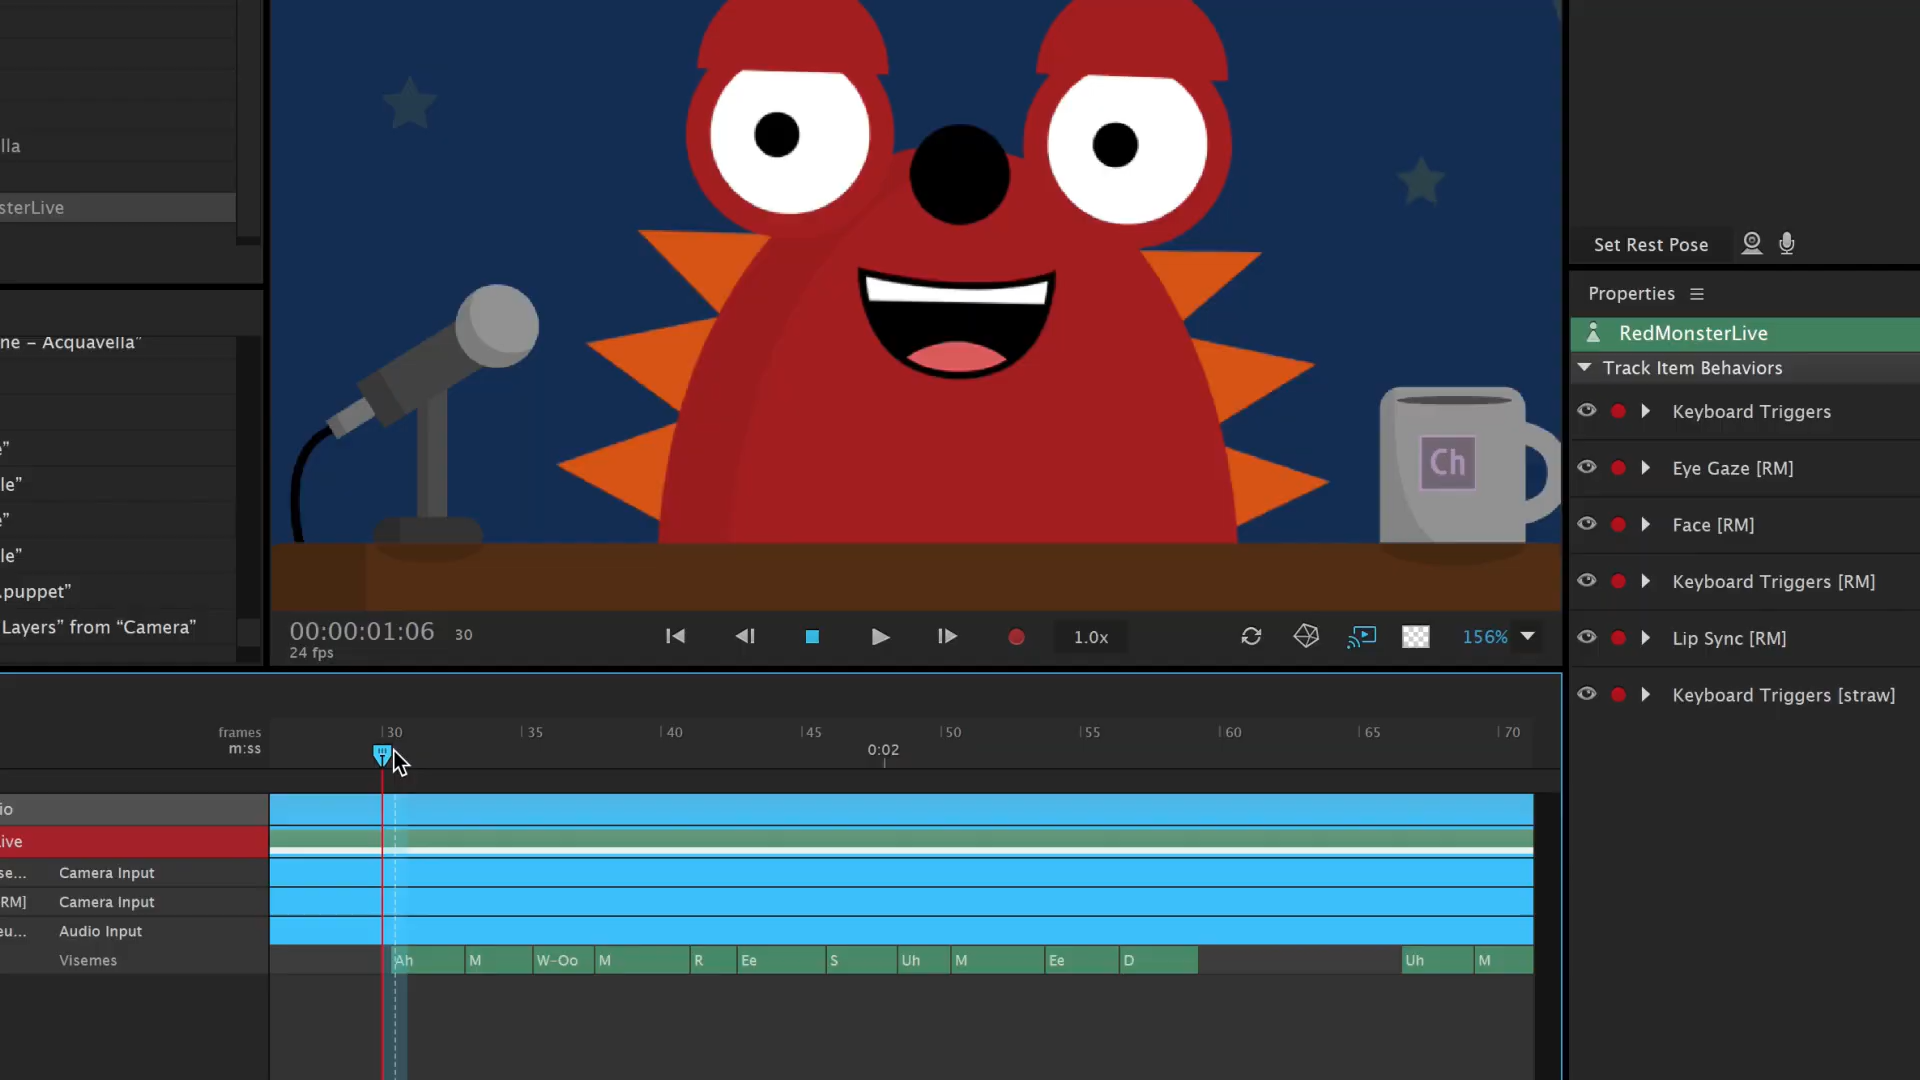 lla
sterLive
ne – Acquavella”
e”
le”
e”
le”
.puppet”
Layers” from “Camera”
Ch
00:00:01:06 30
24 fps
1.0x
156%
Set Rest Pose
Properties
RedMonsterLive
Track Item Behaviors
Keyboard Triggers
Eye Gaze [RM]
Face [RM]
Keyboard Triggers [RM]
Lip Sync [RM]
Keyboard Triggers [straw]
frames 30 35 40 45 50 55 60 65 70
m:ss 0:02
io
ive
se... Camera Input
RM] Camera Input
eu... Audio Input
Visemes Ah M W-Oo M R Ee S Uh M Ee D Uh M